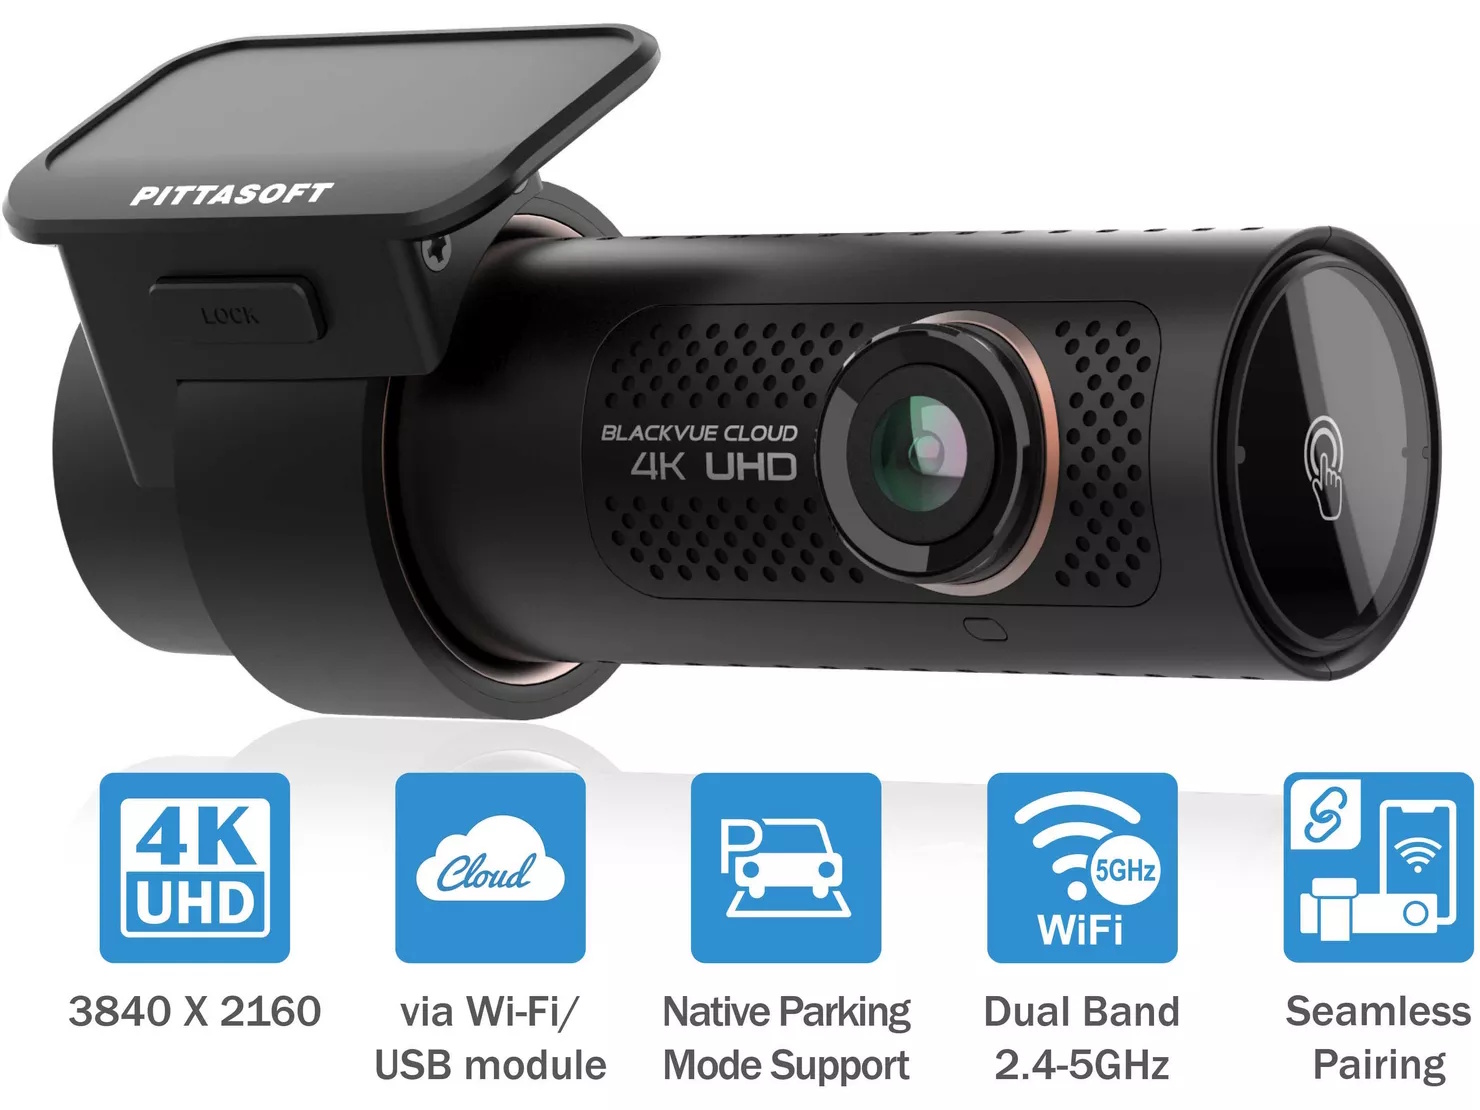 PITTASOFT
LOCK
BLACKVUE CLOUD
4K UHD
4K
UHD
Cloud
P
5GHz
WiFi
3840 X 2160
via Wi-Fi/
USB module
Native Parking
Mode Support
Dual Band
2.4-5GHz
Seamless
Pairing